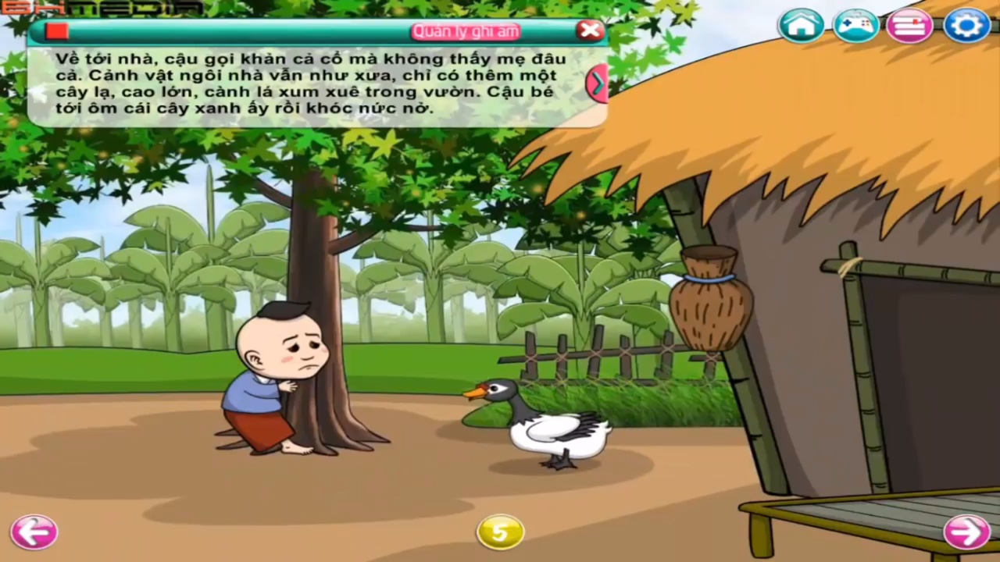 BHMEDIA
Quản lý ghi âm
Về tới nhà, cậu gọi khản cả cổ mà không thấy mẹ đâu
cả. Cảnh vật ngôi nhà vẫn như xưa, chỉ có thêm một
cây lạ, cao lớn, cành lá xum xuê trong vườn. Cậu bé
tới ôm cái cây xanh ấy rồi khóc nức nở.
5